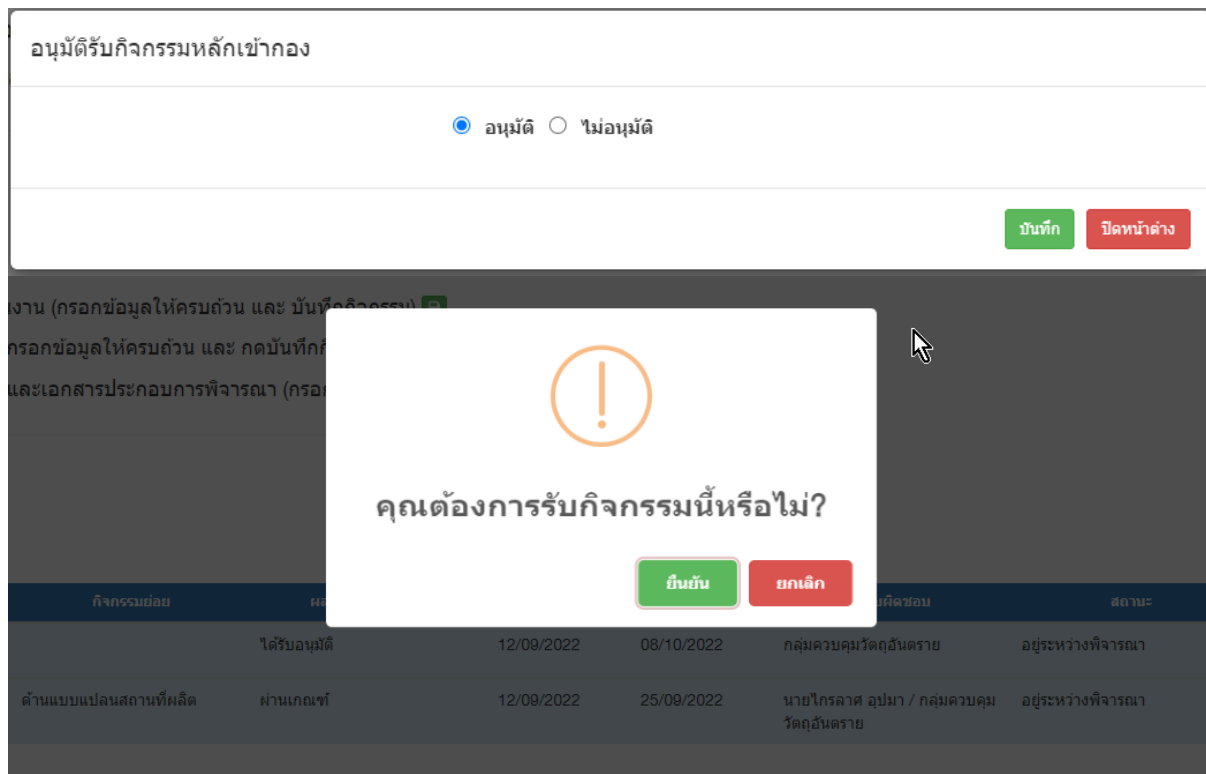 อนุมัติรับกิจกรรมหลักเข้ากอง
อนุมัติ ไม่อนุมัติ
บันทึก ปิดหน้าต่าง
งาน (กรอกข้อมูลให้ครบถ้วน และ บันทึกกิจกรรม)
กรอกข้อมูลให้ครบถ้วน และ กดบันทึก
และเอกสารประกอบการพิจารณา (กรอก
คุณต้องการรับกิจกรรมนี้หรือไม่?
ยืนยัน ยกเลิก
กิจกรรมย่อย ผิดชอบ สถานะ
ได้รับอนุมัติ 12/09/2022 08/10/2022 กลุ่มควบคุมวัตถุอันตราย อยู่ระหว่างพิจารณา
ด้านแบบแปลนสถานที่ผลิต ผ่านเกณฑ์ 12/09/2022 25/09/2022 นายไกรลาศ อุปมา / กลุ่มควบคุม อยู่ระหว่างพิจารณา
วัตถุอันตราย